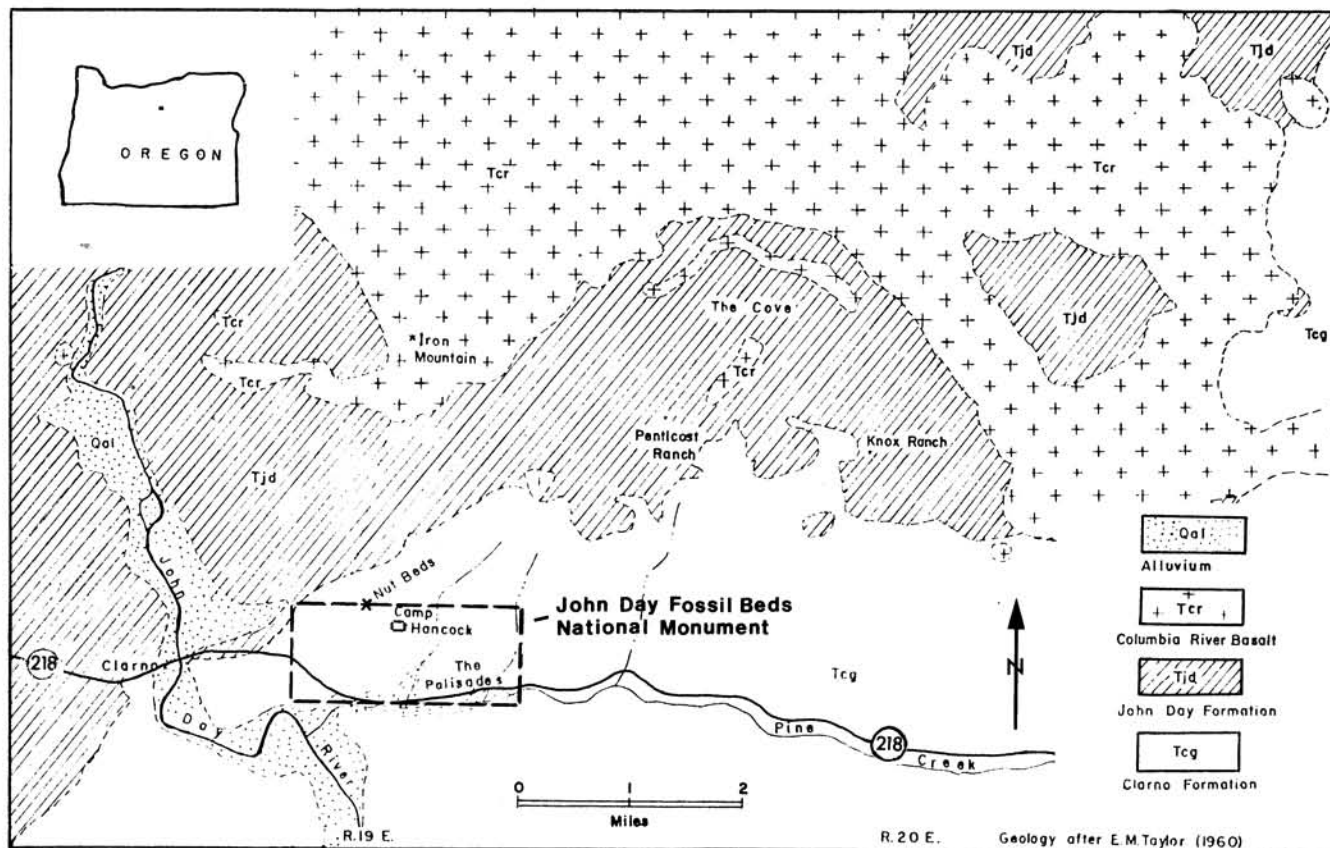 OREGON
Tjd
Tjd
Tcr
Tcr
The Cove
Tcr
*Iron
Mountain
Tcr
Tcr
Tjd
Tcg
Qal
Penticost
Ranch
Knox Ranch
Tjd
John
Nut Beds
Camp
Hancock
John Day Fossil Beds
National Monument
218
Clarno
The
Palisades
Tcg
Day
River
Pine
218
Creek
N
0 1 2
Miles
R.19 E.
R.20 E.
Qal
Alluvium
Tcr
Columbia River Basalt
Tjd
John Day Formation
Tcg
Clarno Formation
Geology after E.M.Taylor (1960)